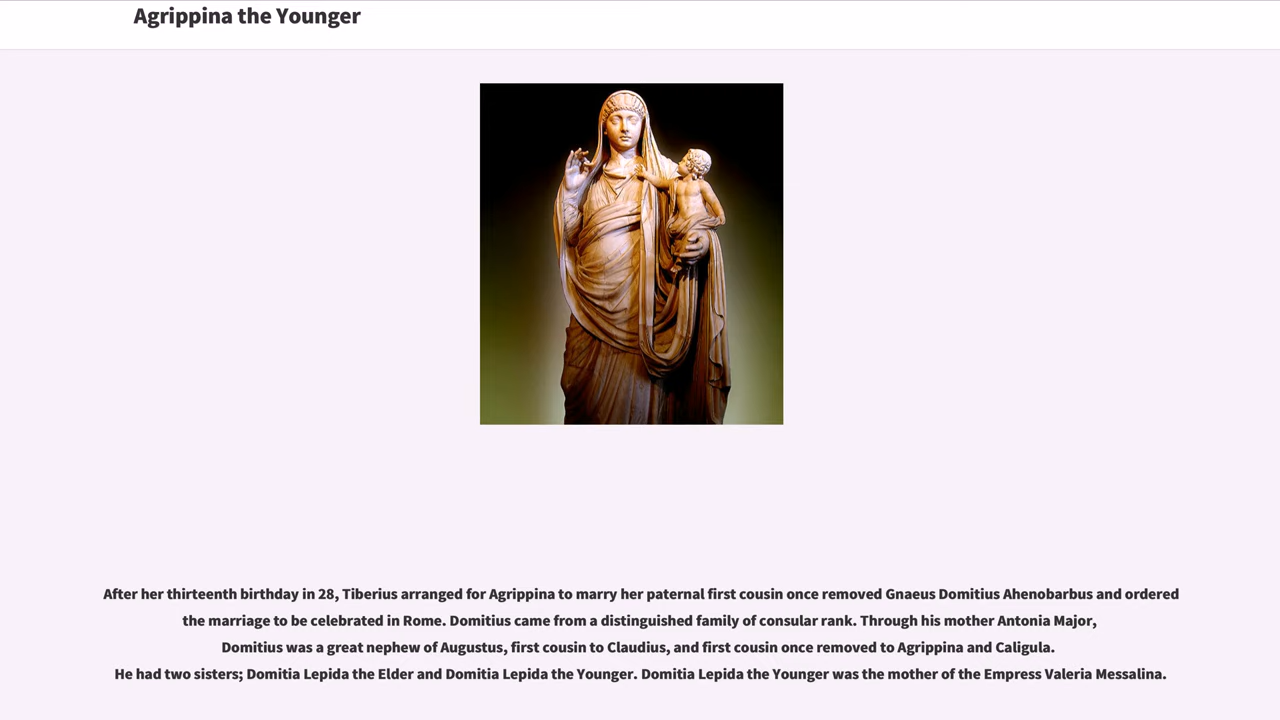 Agrippina the Younger
After her thirteenth birthday in 28, Tiberius arranged for Agrippina to marry her paternal first cousin once removed Gnaeus Domitius Ahenobarbus and ordered
the marriage to be celebrated in Rome. Domitius came from a distinguished family of consular rank. Through his mother Antonia Major,
Domitius was a great nephew of Augustus, first cousin to Claudius, and first cousin once removed to Agrippina and Caligula.
He had two sisters; Domitia Lepida the Elder and Domitia Lepida the Younger. Domitia Lepida the Younger was the mother of the Empress Valeria Messalina.